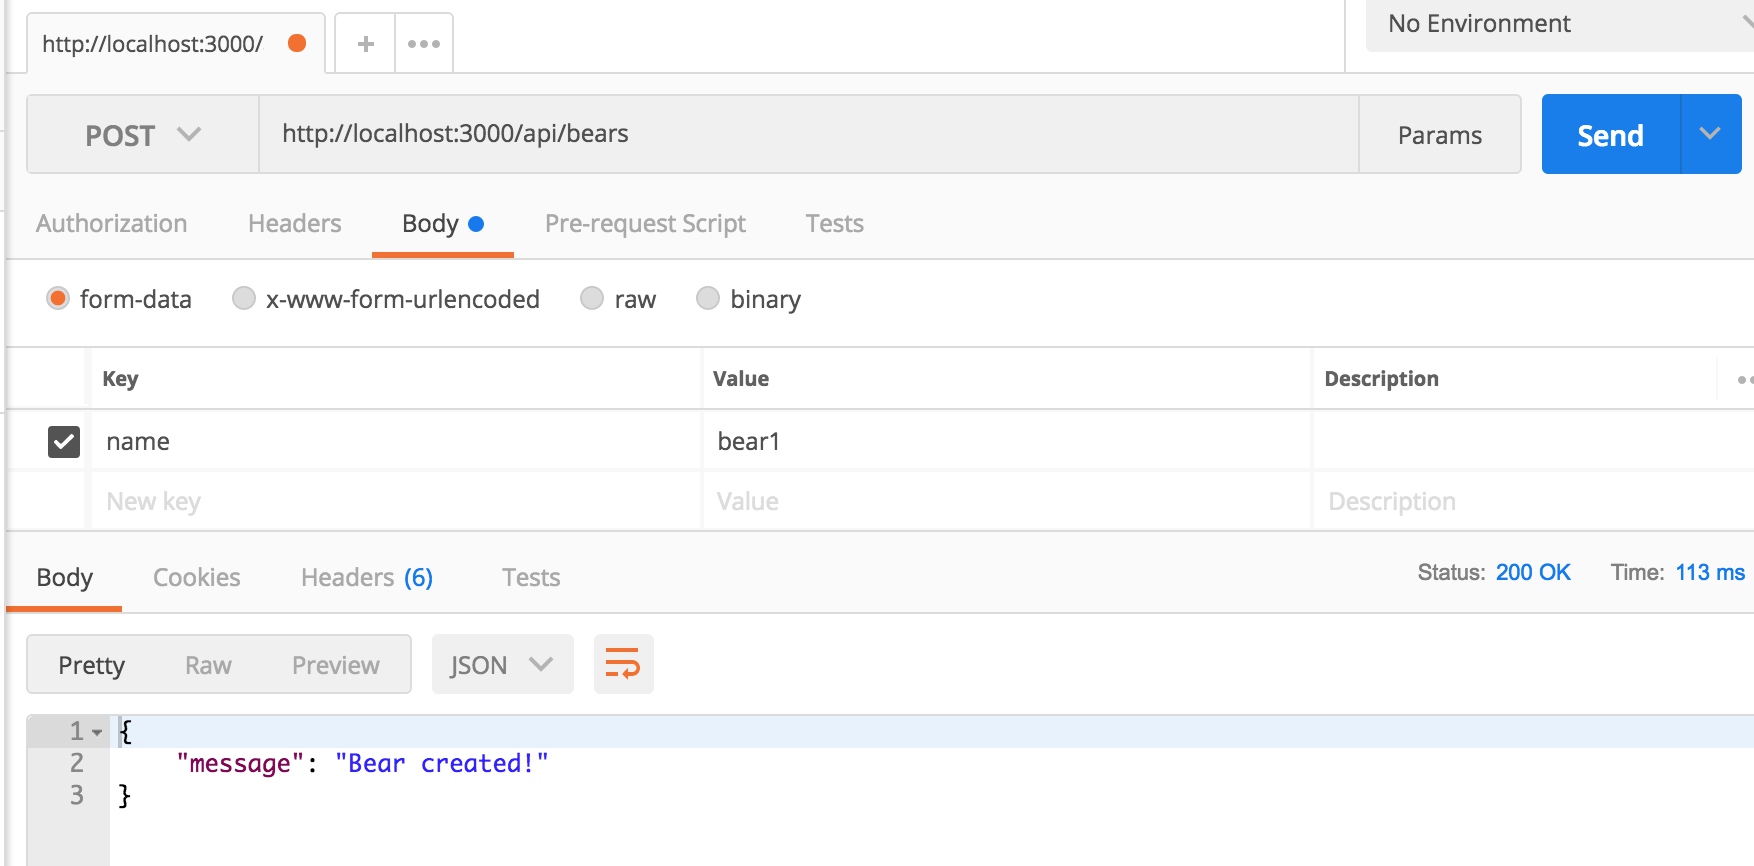 http://localhost:3000/ + ••• No Environment
POST http://localhost:3000/api/bears Params Send
Authorization Headers Body Pre-request Script Tests
form-data x-www-form-urlencoded raw binary
Key Value Description
name bear1
New key Value Description
Body Cookies Headers (6) Tests Status: 200 OK Time: 113 ms
Pretty Raw Preview JSON
1 {
2 "message": "Bear created!"
3 }